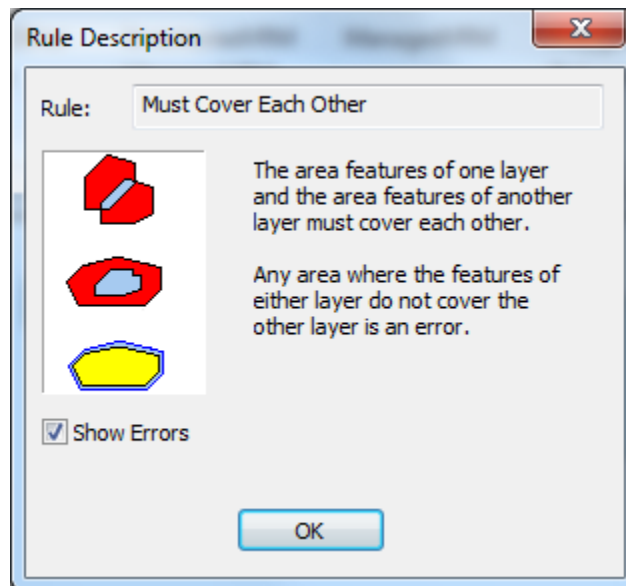 Rule Description
Rule:
Must Cover Each Other
The area features of one layer
and the area features of another
layer must cover each other.
Any area where the features of
either layer do not cover the
other layer is an error.
Show Errors
OK